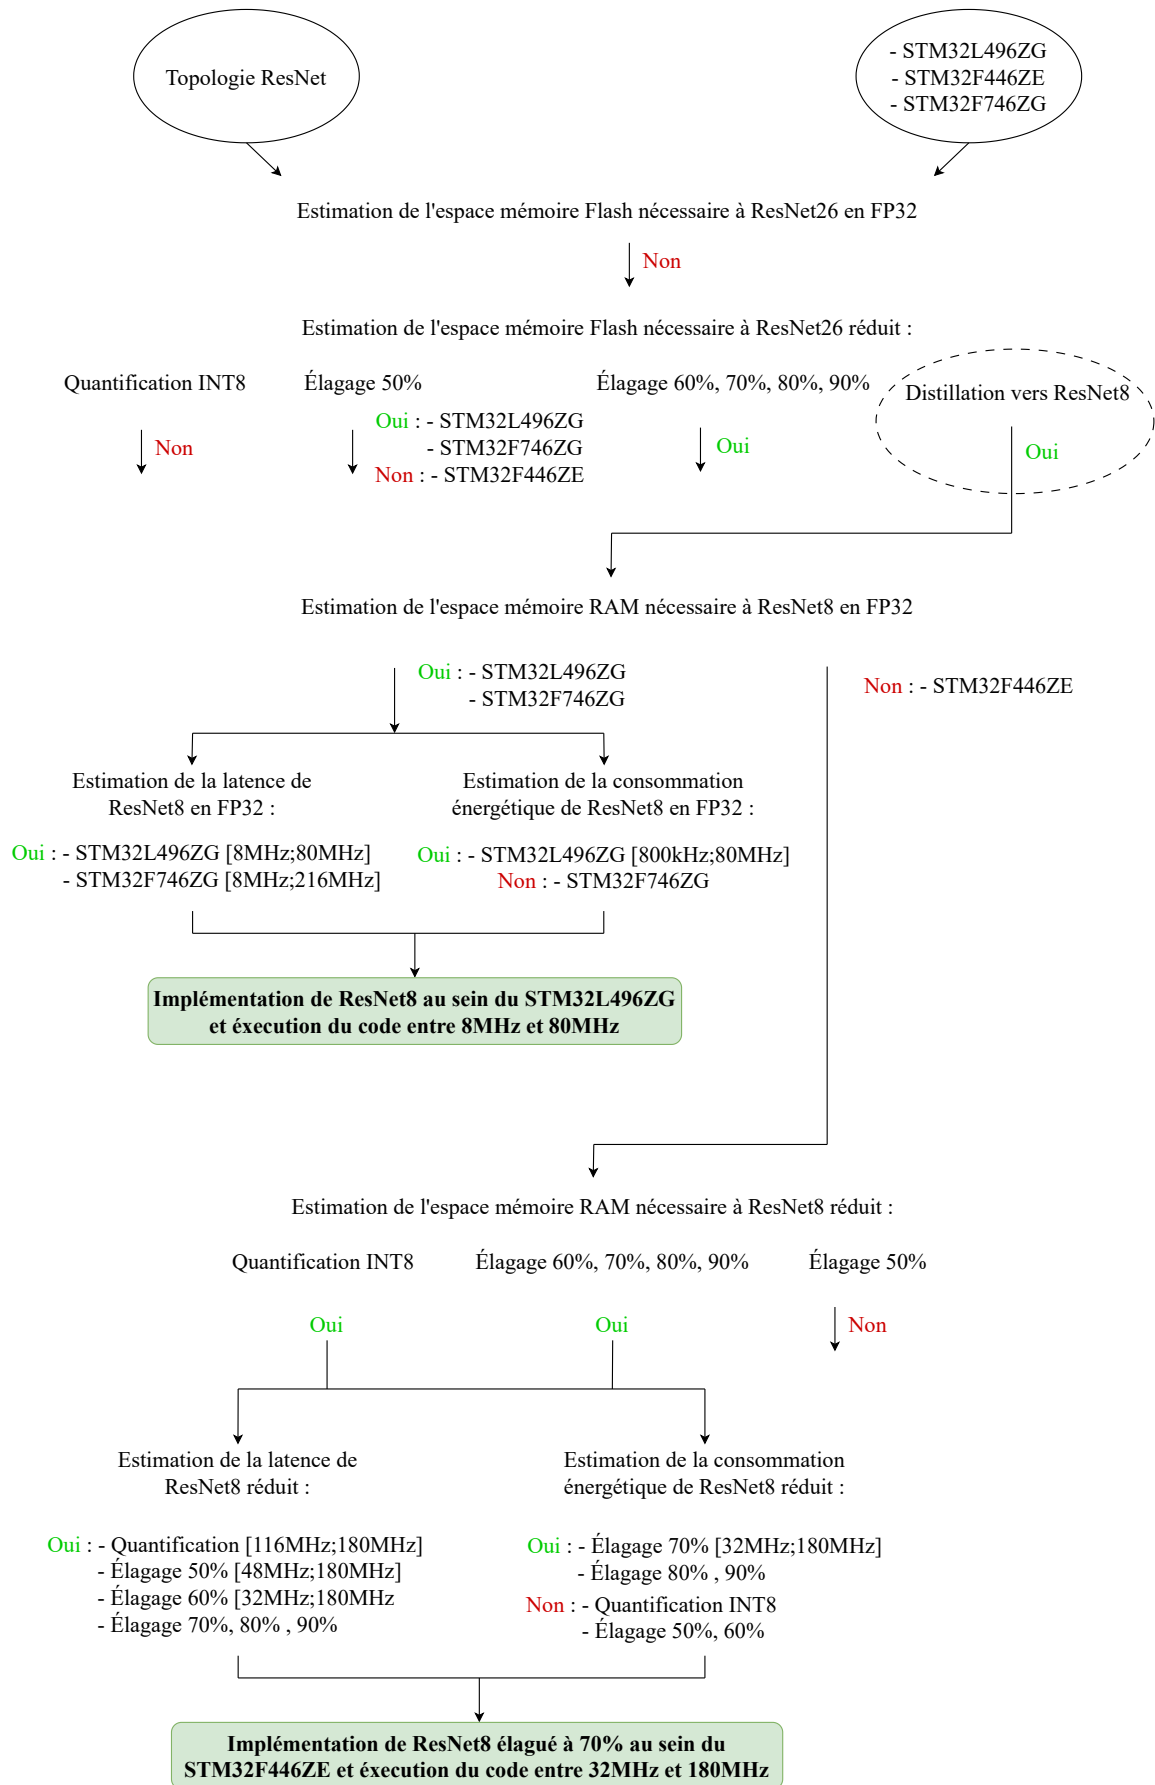 Topologie ResNet
- STM32L496ZG
- STM32F446ZE
- STM32F746ZG
Estimation de l'espace mémoire Flash nécessaire à ResNet26 en FP32
Non
Estimation de l'espace mémoire Flash nécessaire à ResNet26 réduit :
Quantification INT8
Non
Élagage 50%
Oui : - STM32L496ZG
- STM32F746ZG
Non : - STM32F446ZE
Élagage 60%, 70%, 80%, 90%
Oui
Distillation vers ResNet8
Oui
Estimation de l'espace mémoire RAM nécessaire à ResNet8 en FP32
Oui : - STM32L496ZG
- STM32F746ZG
Non : - STM32F446ZE
Estimation de la latence de
ResNet8 en FP32 :
Oui : - STM32L496ZG [8MHz;80MHz]
- STM32F746ZG [8MHz;216MHz]
Estimation de la consommation
énergétique de ResNet8 en FP32 :
Oui : - STM32L496ZG [800kHz;80MHz]
Non : - STM32F746ZG
Implémentation de ResNet8 au sein du STM32L496ZG
et éxecution du code entre 8MHz et 80MHz
Estimation de l'espace mémoire RAM nécessaire à ResNet8 réduit :
Quantification INT8
Élagage 60%, 70%, 80%, 90%
Élagage 50%
Oui
Oui
Non
Estimation de la latence de
ResNet8 réduit :
Oui : - Quantification [116MHz;180MHz]
- Élagage 50% [48MHz;180MHz]
- Élagage 60% [32MHz;180MHz
- Élagage 70%, 80% , 90%
Estimation de la consommation
énergétique de ResNet8 réduit :
Oui : - Élagage 70% [32MHz;180MHz]
- Élagage 80% , 90%
Non : - Quantification INT8
- Élagage 50%, 60%
Implémentation de ResNet8 élagué à 70% au sein du
STM32F446ZE et éxecution du code entre 32MHz et 180MHz